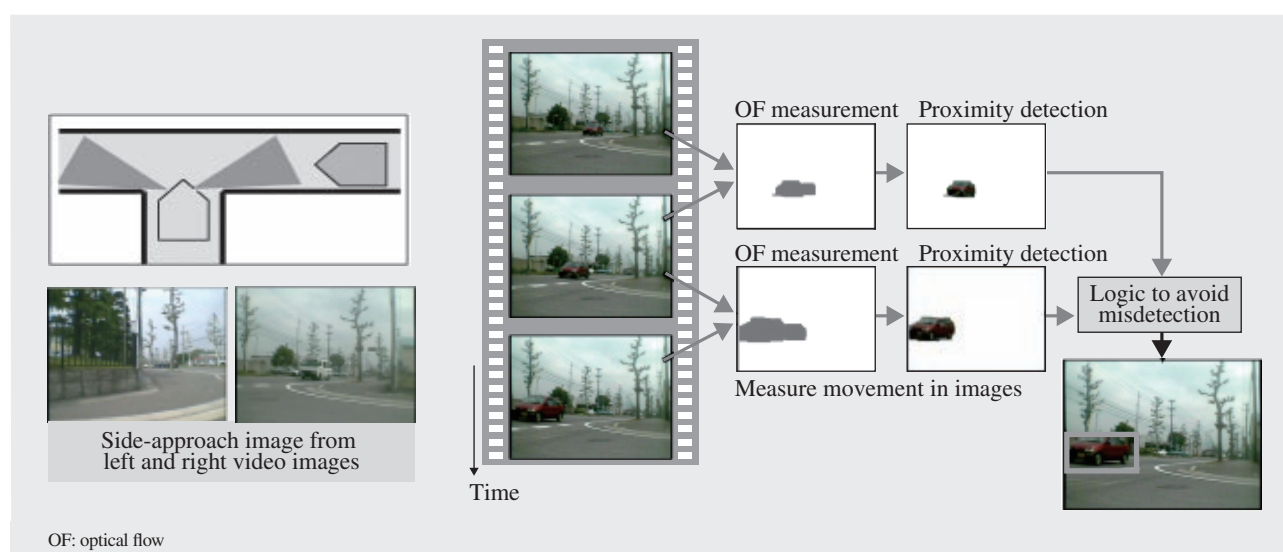 OF measurement
Proximity detection
OF measurement
Proximity detection
Logic to avoid
misdetection
Measure movement in images
Side-approach image from
left and right video images
Time
OF: optical flow